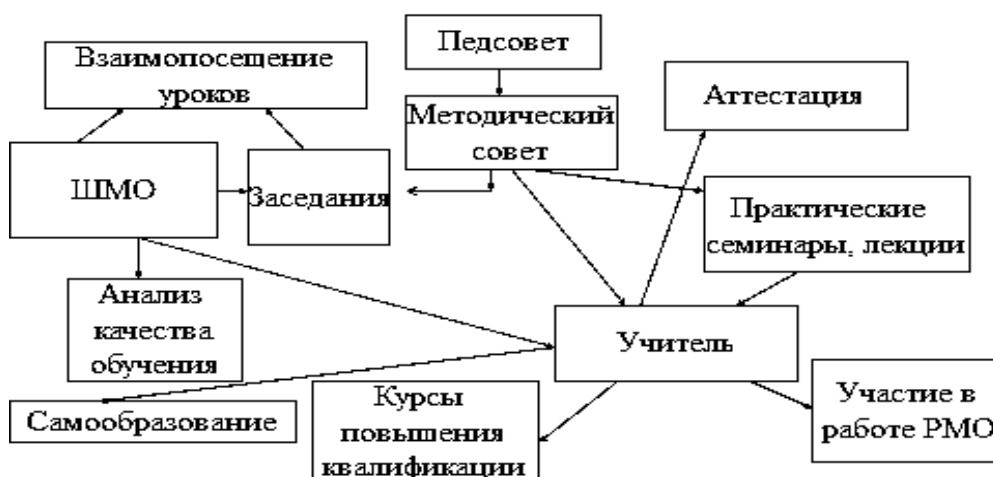 Педсовет
Взаимопосещение
уроков
Аттестация
Методический
совет
ШМО
Заседания
Практические
семинары, лекции
Анализ
качества
обучения
Учитель
Самообразование
Курсы
повышения
квалификации
Участие в
работе РМО